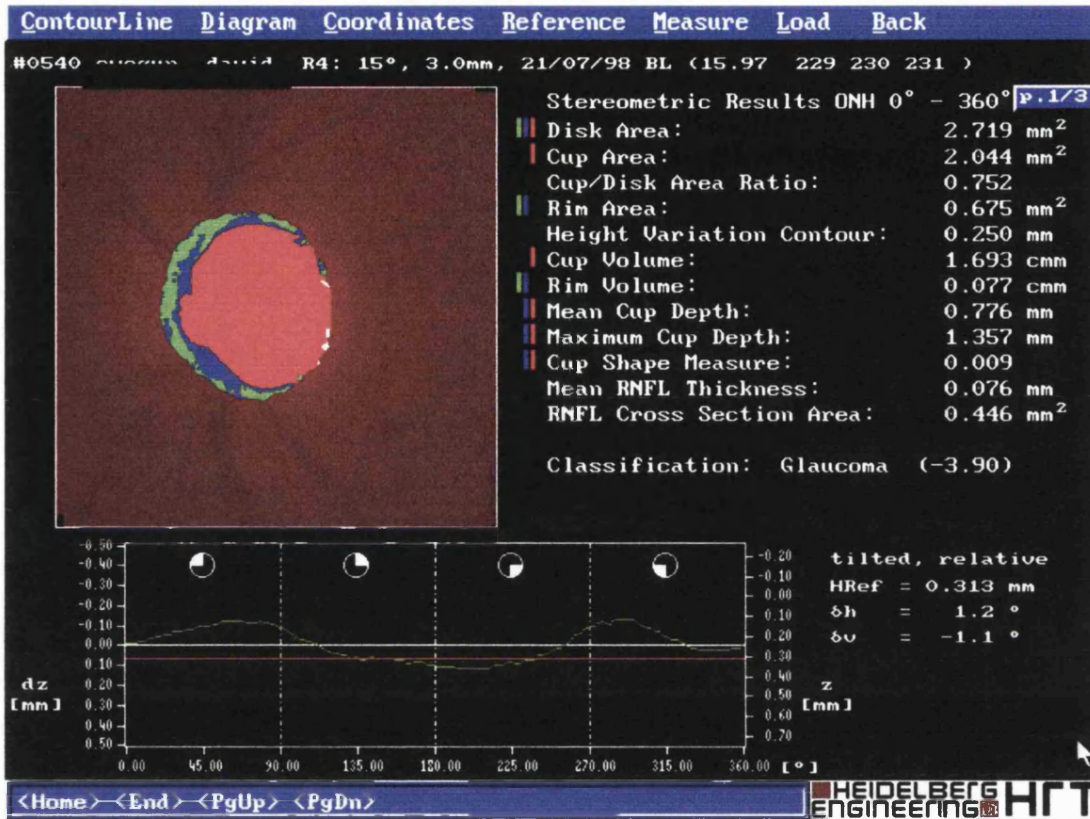 ContourLine Diagram Coordinates Reference Measure Load Back
#0540 david R4: 15°, 3.0mm, 21/07/98 BL (15.97 229 230 231 )
Stereometric Results ONH 0° - 360° p.1/3
Disk Area: 2.719 mm²
Cup Area: 2.044 mm²
Cup/Disk Area Ratio: 0.752
Rim Area: 0.675 mm²
Height Variation Contour: 0.250 mm
Cup Volume: 1.693 cmm
Rim Volume: 0.077 cmm
Mean Cup Depth: 0.776 mm
Maximum Cup Depth: 1.357 mm
Cup Shape Measure: 0.009
Mean RNFL Thickness: 0.076 mm
RNFL Cross Section Area: 0.446 mm²
Classification: Glaucoma (-3.90)
-0.50
-0.40
-0.30
-0.20
-0.10
0.00
0.10
0.20
0.30
0.40
0.50
dz
[mm]
-0.20
-0.10
0.00
0.10
0.20
0.30
0.40
0.50
0.60
0.70
z
[mm]
0.00 45.00 90.00 135.00 180.00 225.00 270.00 315.00 360.00 [°]
tilted, relative
HRef = 0.313 mm
δh = 1.2 °
δv = -1.1 °
<Home> <End> <PgUp> <PgDn>
HEIDELBERG
ENGINEERING
HRT